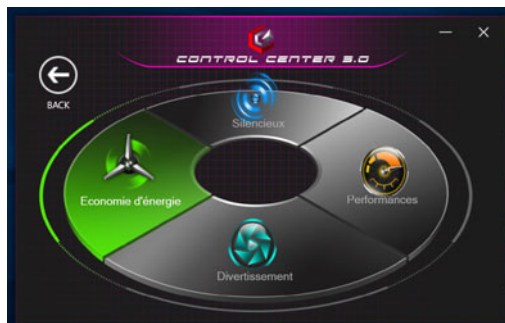 CONTROL CENTER 3.0
BACK
Silencieux
Economie d'énergie
Performances
Divertissement